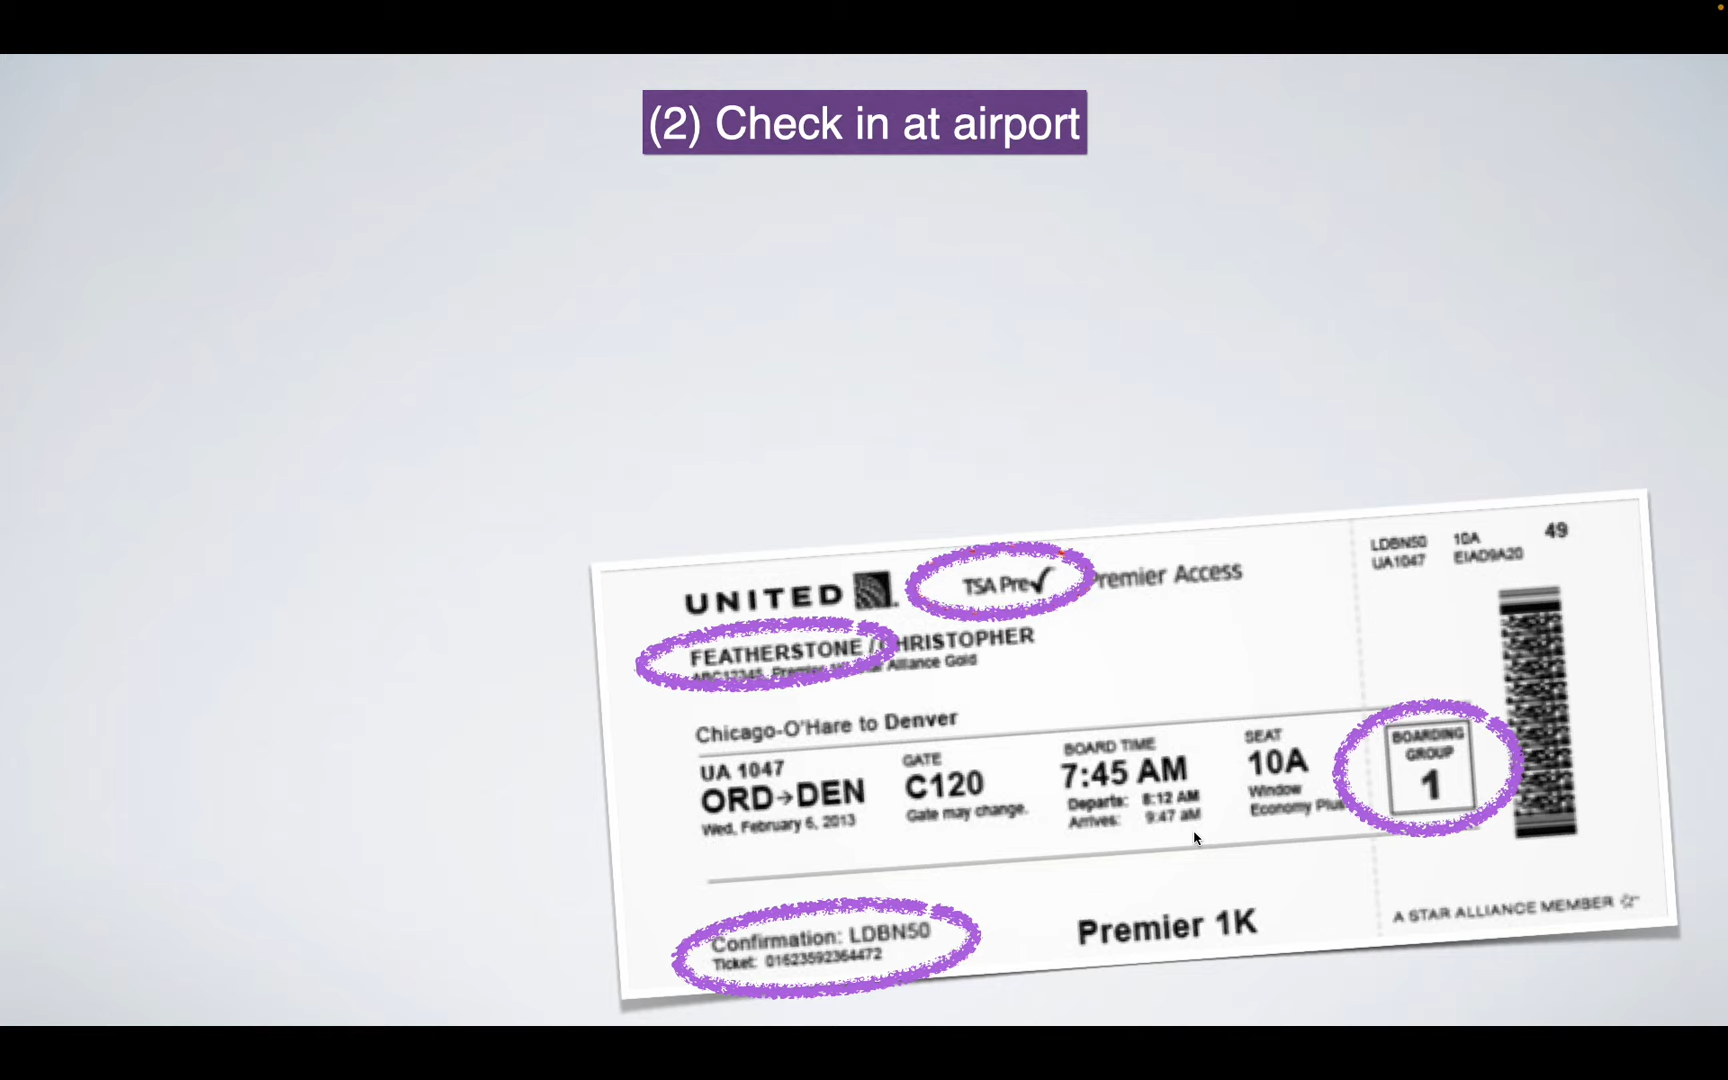 (2) Check in at airport
UNITED TSA Pre✓ Premier Access
FEATHERSTONE / CHRISTOPHER
ABC12345, Premier Alliance Gold
Chicago-O'Hare to Denver
UA 1047
ORD→DEN
Wed, February 6, 2013
GATE
C120
Gate may change.
BOARD TIME
7:45 AM
Departs: 8:12 AM
Arrives: 9:47 aM
SEAT
10A
Window
Economy Plus
BOARDING
GROUP
1
Confirmation: LDBN50
Ticket: 01623592364472
Premier 1K
LDBN50 10A 49
UA1047 EIAD9A20
A STAR ALLIANCE MEMBER